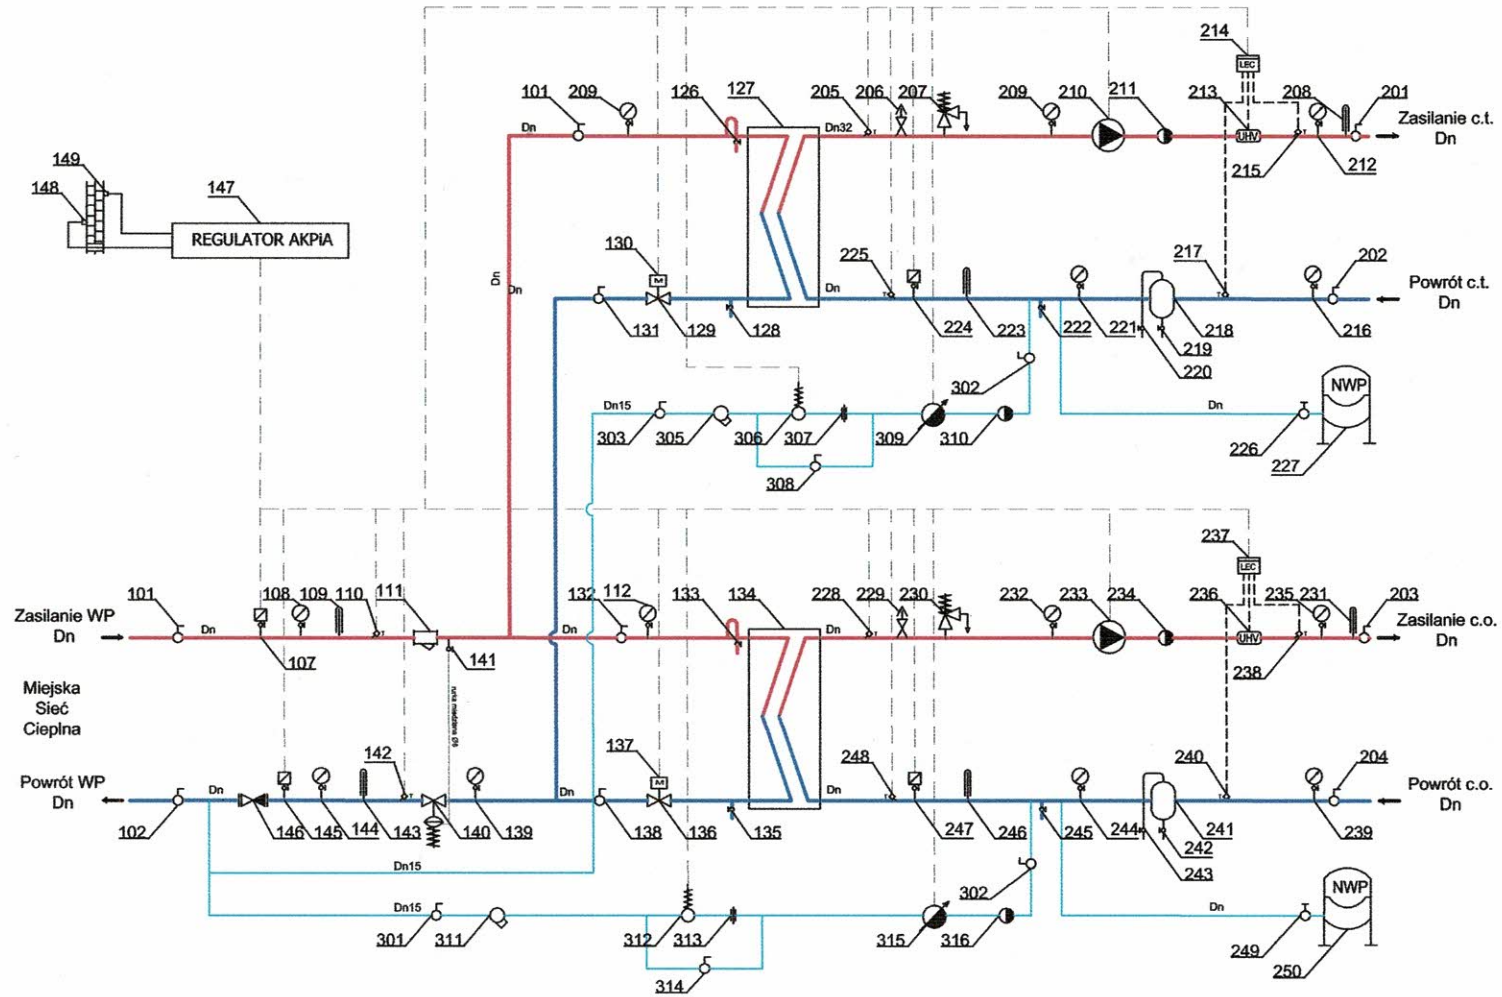 214
LEC
101
209
126
127
205
206
207
209
210
211
213
208
201
Dn
Dn32
UHV
Zasilanie c.t.
Dn
215
212
149
148
147
REGULATOR AKPiA
130
M
Dn
Dn
225
217
202
Dn
Powrót c.t.
Dn
131
129
128
224
223
222
221
218
216
219
220
302
NWP
Dn15
Dn
303
305
306
307
309
310
226
227
308
237
LEC
101
108
109
110
111
132
112
133
134
228
229
230
232
233
234
236
235
231
203
Zasilanie WP
Dn
Dn
Dn
Dn
UHV
Zasilanie c.o.
Dn
107
141
238
Miejska
Sieć
Cieplna
rurka miedziana Ø6
142
137
M
248
240
204
Powrót WP
Dn
Dn
Dn
Powrót c.o.
Dn
102
146
145
144
143
140
139
138
136
135
247
246
245
244
241
239
242
243
Dn15
302
NWP
Dn15
Dn
301
311
312
313
315
316
249
250
314